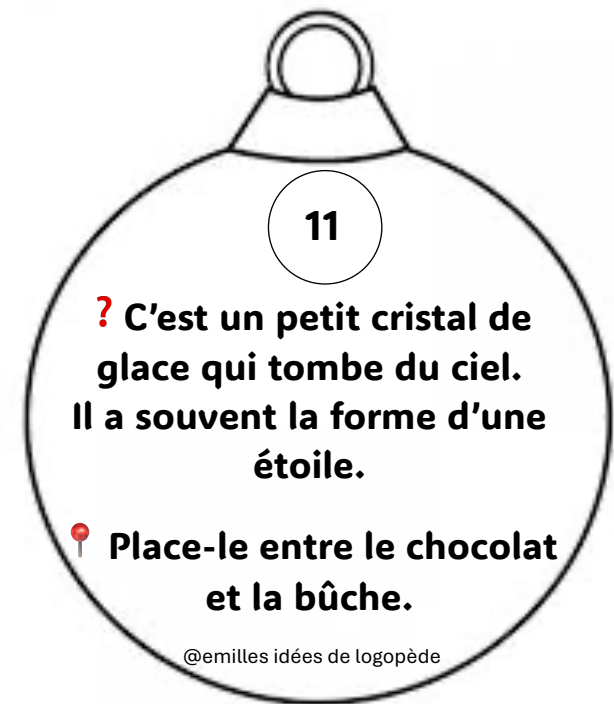 11
? C'est un petit cristal de
glace qui tombe du ciel.
Il a souvent la forme d'une
étoile.
📍 Place-le entre le chocolat
et la bûche.
@emilles idées de logopède